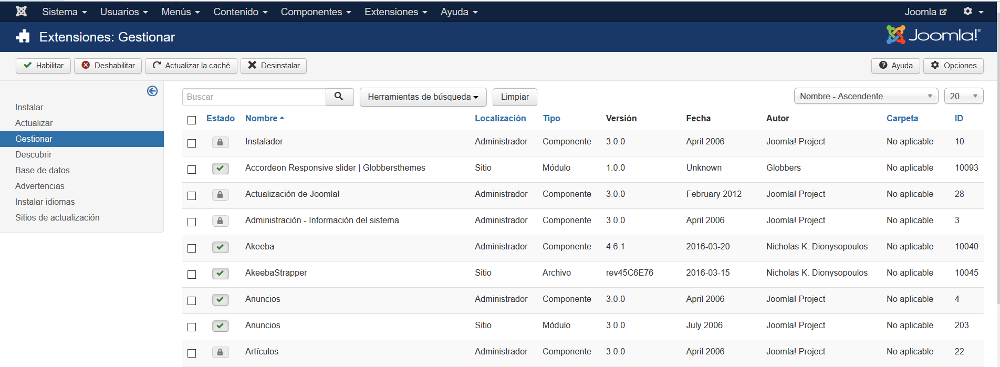 Sistema Usuarios Menús Contenido Componentes Extensiones Ayuda Joomla
Extensiones: Gestionar Joomla!®
Habilitar Deshabilitar Actualizar la caché Desinstalar Ayuda Opciones
Instalar
Actualizar
Gestionar
Descubrir
Base de datos
Advertencias
Instalar idiomas
Sitios de actualización
Buscar Herramientas de búsqueda Limpiar Nombre - Ascendente 20
Estado Nombre Localización Tipo Versión Fecha Autor Carpeta ID
Instalador Administrador Componente 3.0.0 April 2006 Joomla! Project No aplicable 10
Accordeon Responsive slider | Globbersthemes Sitio Módulo 1.0.0 Unknown Globbers No aplicable 10093
Actualización de Joomla! Administrador Componente 3.0.0 February 2012 Joomla! Project No aplicable 28
Administración - Información del sistema Administrador Componente 3.0.0 April 2006 Joomla! Project No aplicable 3
Akeeba Administrador Componente 4.6.1 2016-03-20 Nicholas K. Dionysopoulos No aplicable 10040
AkeebaStrapper Sitio Archivo rev45C6E76 2016-03-15 Nicholas K. Dionysopoulos No aplicable 10045
Anuncios Administrador Componente 3.0.0 April 2006 Joomla! Project No aplicable 4
Anuncios Sitio Módulo 3.0.0 July 2006 Joomla! Project No aplicable 203
Artículos Administrador Componente 3.0.0 April 2006 Joomla! Project No aplicable 22